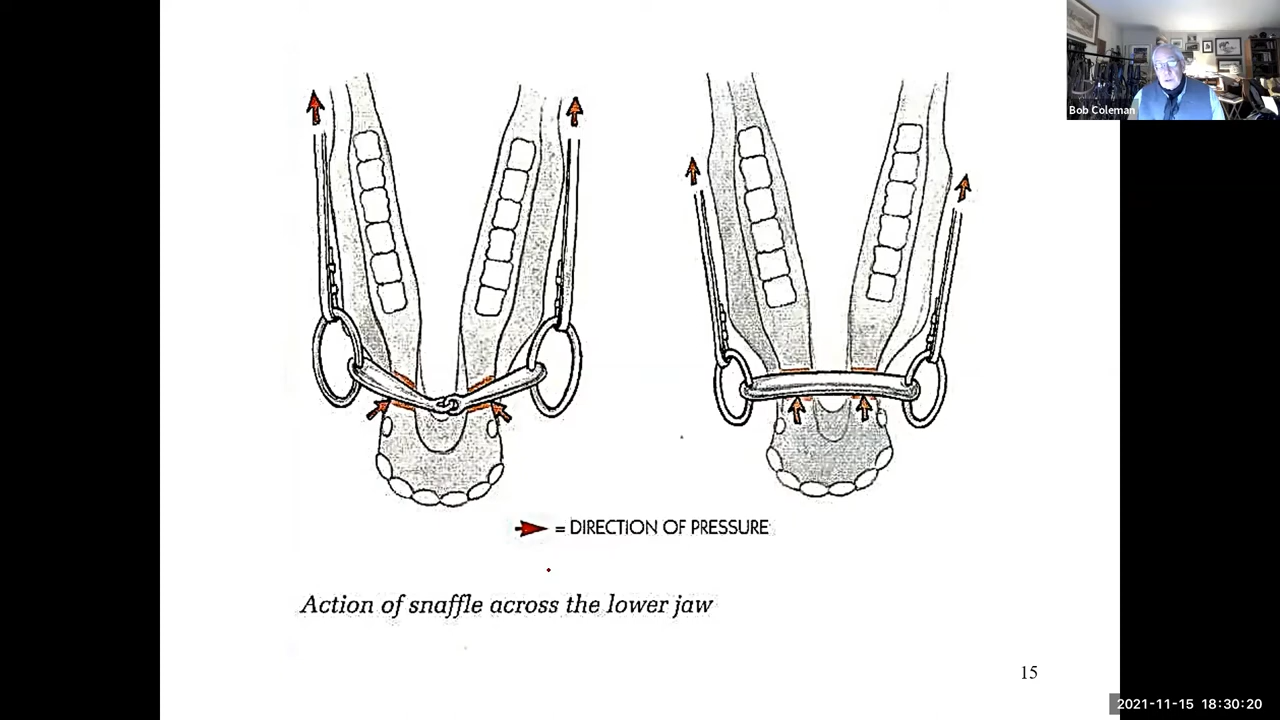 Bob Coleman
= DIRECTION OF PRESSURE
Action of snaffle across the lower jaw
15
2021-11-15 18:30:20